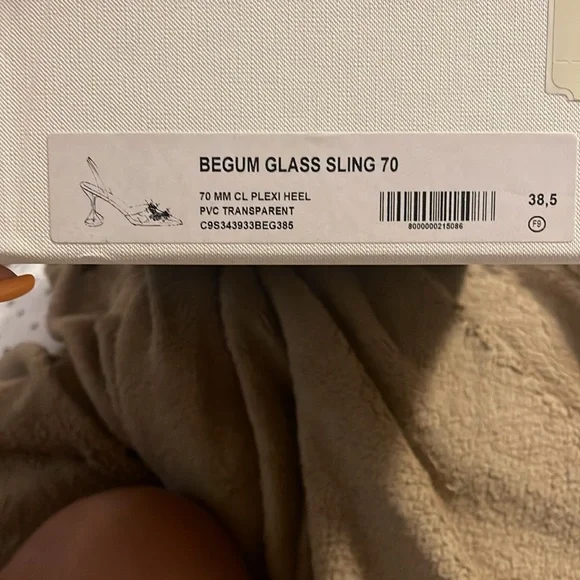 BEGUM GLASS SLING 70
70 MM CL PLEXI HEEL
PVC TRANSPARENT
C9S343933BEG385
8000000215086
38,5
F9